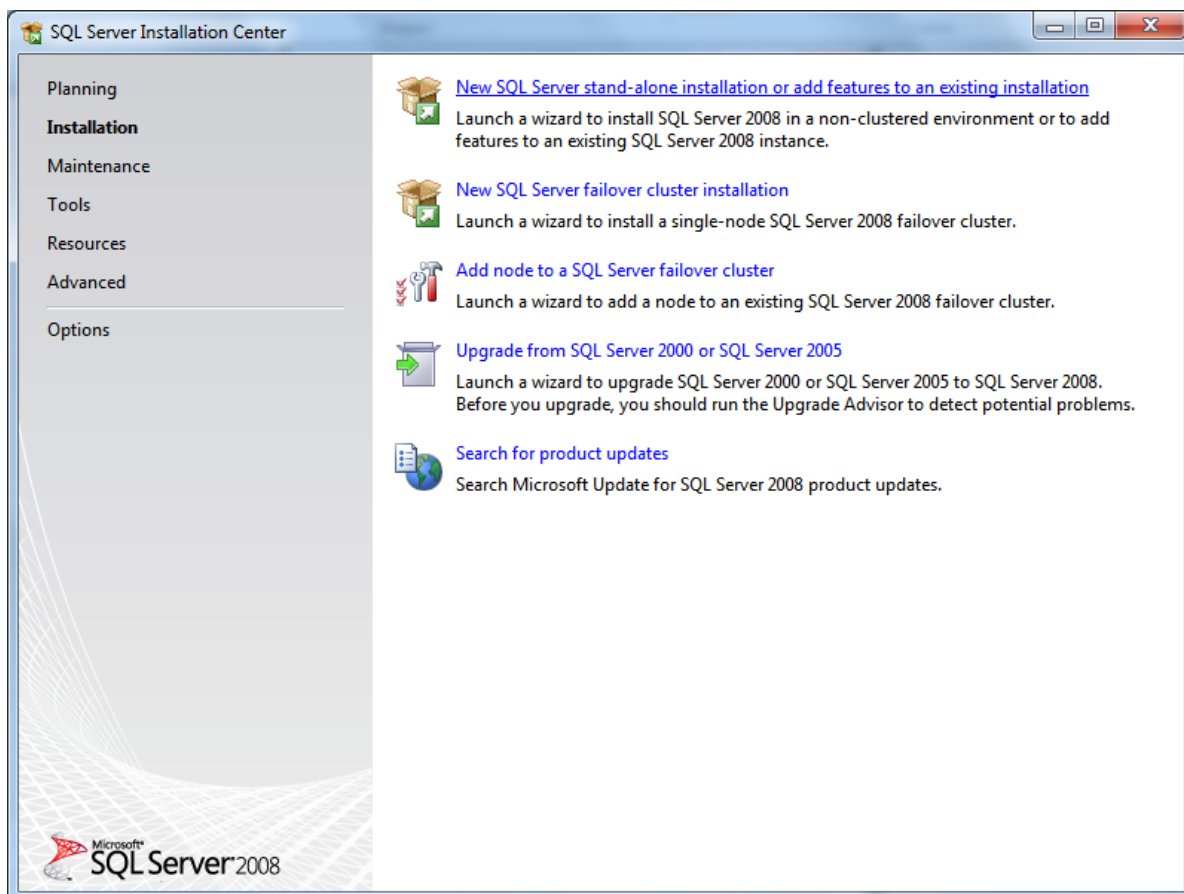 SQL Server Installation Center
Planning
Installation
Maintenance
Tools
Resources
Advanced
Options
New SQL Server stand-alone installation or add features to an existing installation
Launch a wizard to install SQL Server 2008 in a non-clustered environment or to add
features to an existing SQL Server 2008 instance.
New SQL Server failover cluster installation
Launch a wizard to install a single-node SQL Server 2008 failover cluster.
Add node to a SQL Server failover cluster
Launch a wizard to add a node to an existing SQL Server 2008 failover cluster.
Upgrade from SQL Server 2000 or SQL Server 2005
Launch a wizard to upgrade SQL Server 2000 or SQL Server 2005 to SQL Server 2008.
Before you upgrade, you should run the Upgrade Advisor to detect potential problems.
Search for product updates
Search Microsoft Update for SQL Server 2008 product updates.
Microsoft®
SQL Server® 2008